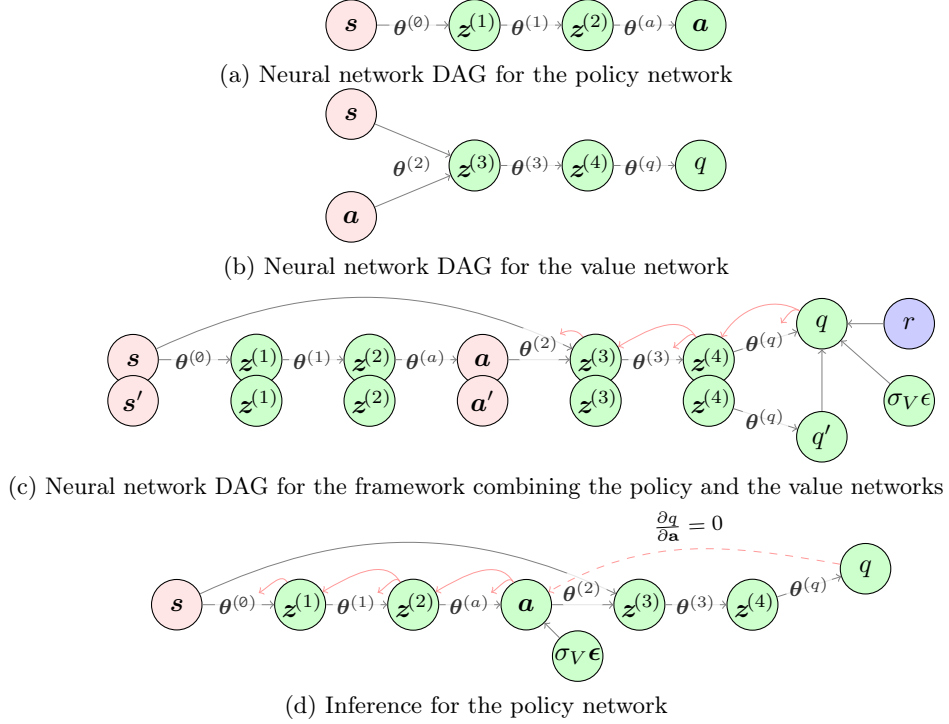 s θ^(0) z^(1) θ^(1) z^(2) θ^(a) a
(a) Neural network DAG for the policy network
s
θ^(2) z^(3) θ^(3) z^(4) θ^(q) q
a
(b) Neural network DAG for the value network
q r
s θ^(0) z^(1) θ^(1) z^(2) θ^(a) a θ^(2) z^(3) θ^(3) z^(4) θ^(q)
s′ z^(1) z^(2) a′ z^(3) z^(4) θ^(q) σ_V ϵ
q′
(c) Neural network DAG for the framework combining the policy and the value networks
∂q/∂a = 0
q
s θ^(0) z^(1) θ^(1) z^(2) θ^(a) a θ^(2) z^(3) θ^(3) z^(4) θ^(q)
σ_V ϵ
(d) Inference for the policy network